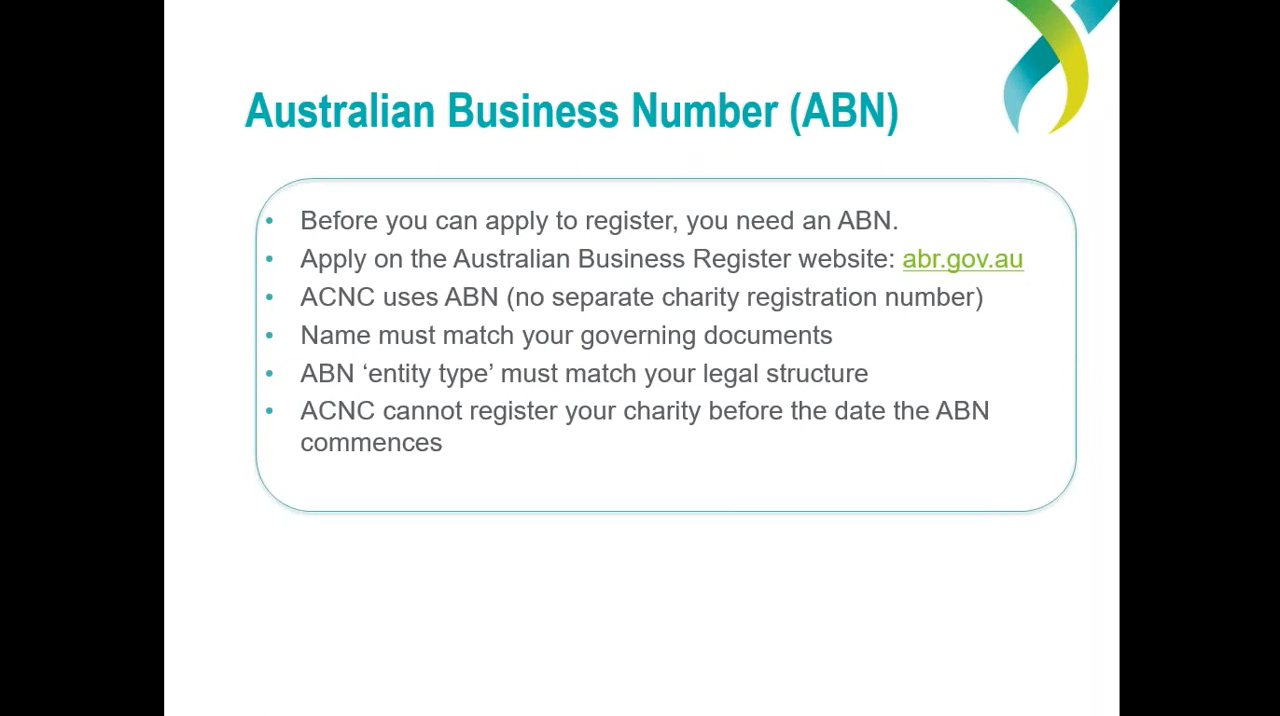 Australian Business Number (ABN)
• Before you can apply to register, you need an ABN.
• Apply on the Australian Business Register website: abr.gov.au
• ACNC uses ABN (no separate charity registration number)
• Name must match your governing documents
• ABN ‘entity type’ must match your legal structure
• ACNC cannot register your charity before the date the ABN
commences